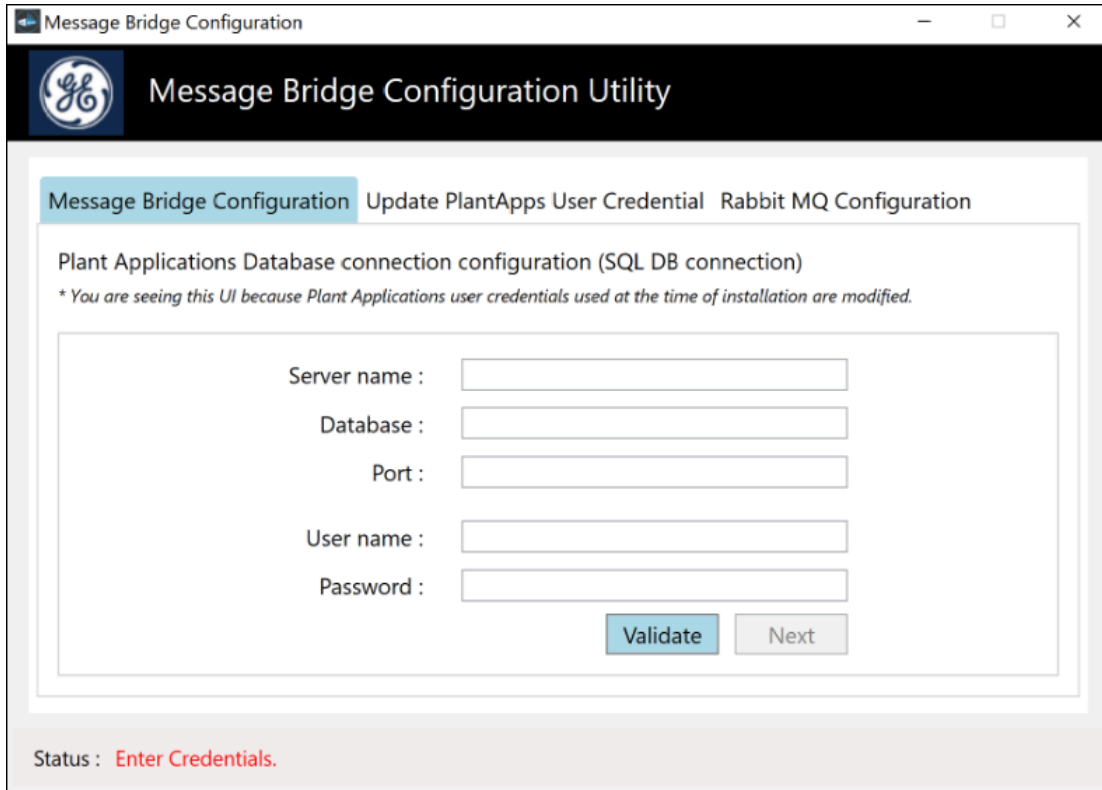 Message Bridge Configuration
GE
Message Bridge Configuration Utility
Message Bridge Configuration Update PlantApps User Credential Rabbit MQ Configuration
Plant Applications Database connection configuration (SQL DB connection)
* You are seeing this UI because Plant Applications user credentials used at the time of installation are modified.
Server name :
Database :
Port :
User name :
Password :
Validate Next
Status : Enter Credentials.